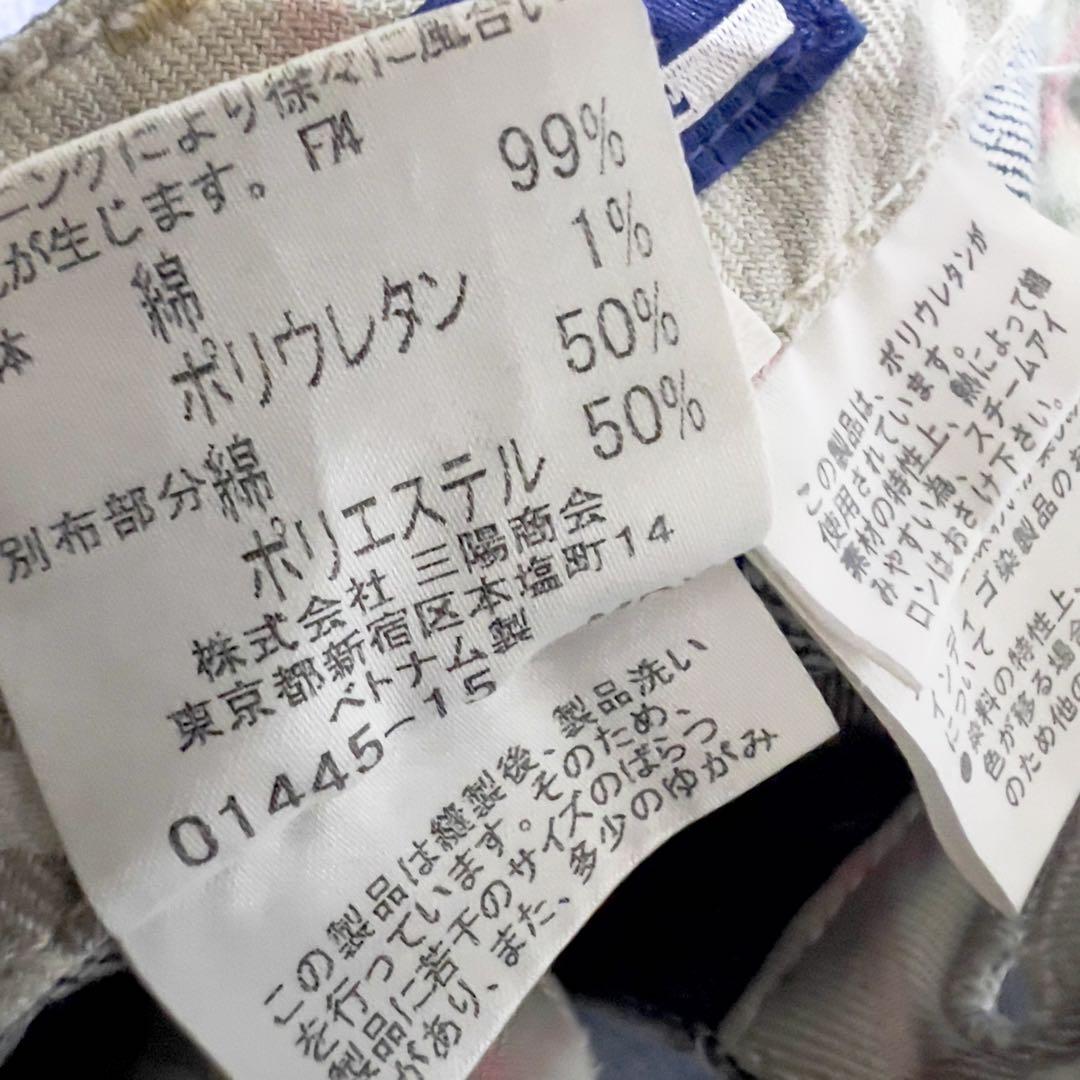 ニングにより様々に風合い
が生じます。 FA
体 綿 99%
ポリウレタン 1%
別布部分綿 50%
ポリエステル 50%
株式会社 三陽商会
東京都新宿区本塩町14
ベトナム製
01445-15
この製品は縫製後、製品洗い
を行っています。そのため、
製品に若干のサイズのばらつ
があり、また、多少のゆがみ
この製品は、ポリウレタンが
使用されています。
素材の特性上、熱によって縮
みやすい為、スチームアイ
ロンはおさけ下さい。
インディゴ染製品のお
について
●染料の特性上、
色が移る場合
のため他の